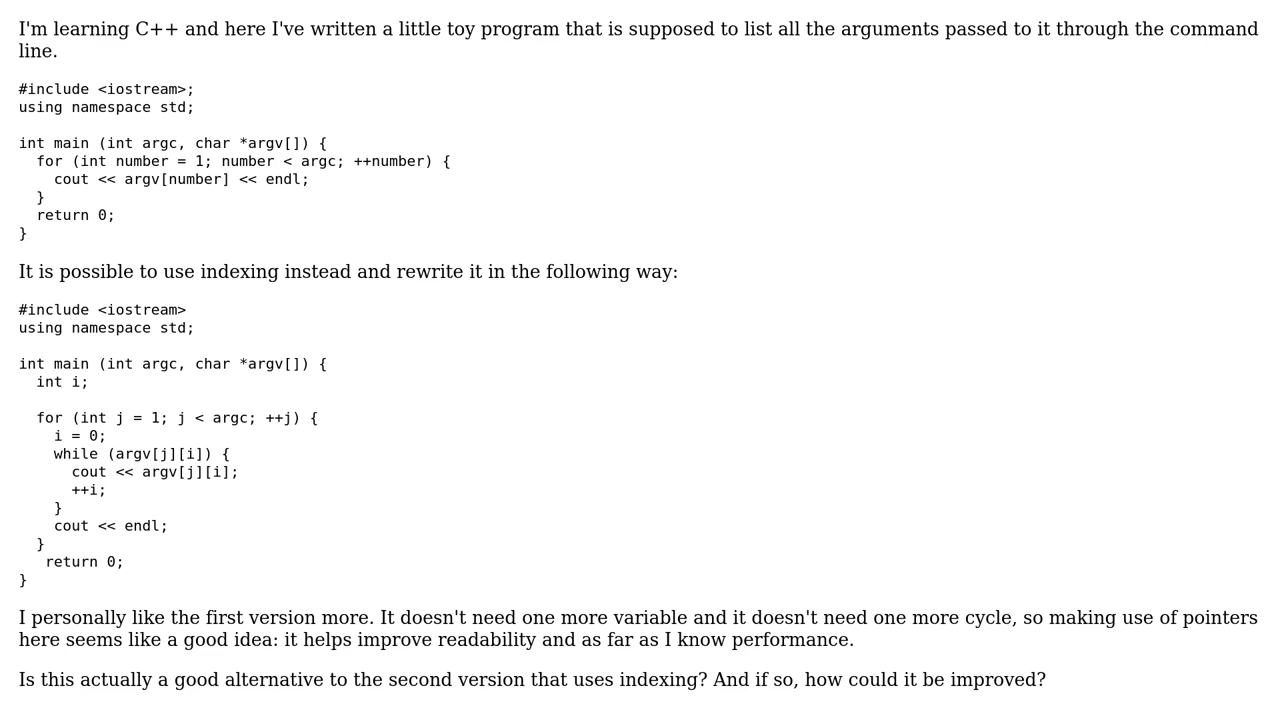 I'm learning C++ and here I've written a little toy program that is supposed to list all the arguments passed to it through the command
line.
#include <iostream>;
using namespace std;
int main (int argc, char *argv[]) {
  for (int number = 1; number < argc; ++number) {
    cout << argv[number] << endl;
  }
  return 0;
}
It is possible to use indexing instead and rewrite it in the following way:
#include <iostream>
using namespace std;
int main (int argc, char *argv[]) {
  int i;
  for (int j = 1; j < argc; ++j) {
    i = 0;
    while (argv[j][i]) {
      cout << argv[j][i];
      ++i;
    }
    cout << endl;
  }
   return 0;
}
I personally like the first version more. It doesn't need one more variable and it doesn't need one more cycle, so making use of pointers
here seems like a good idea: it helps improve readability and as far as I know performance.
Is this actually a good alternative to the second version that uses indexing? And if so, how could it be improved?